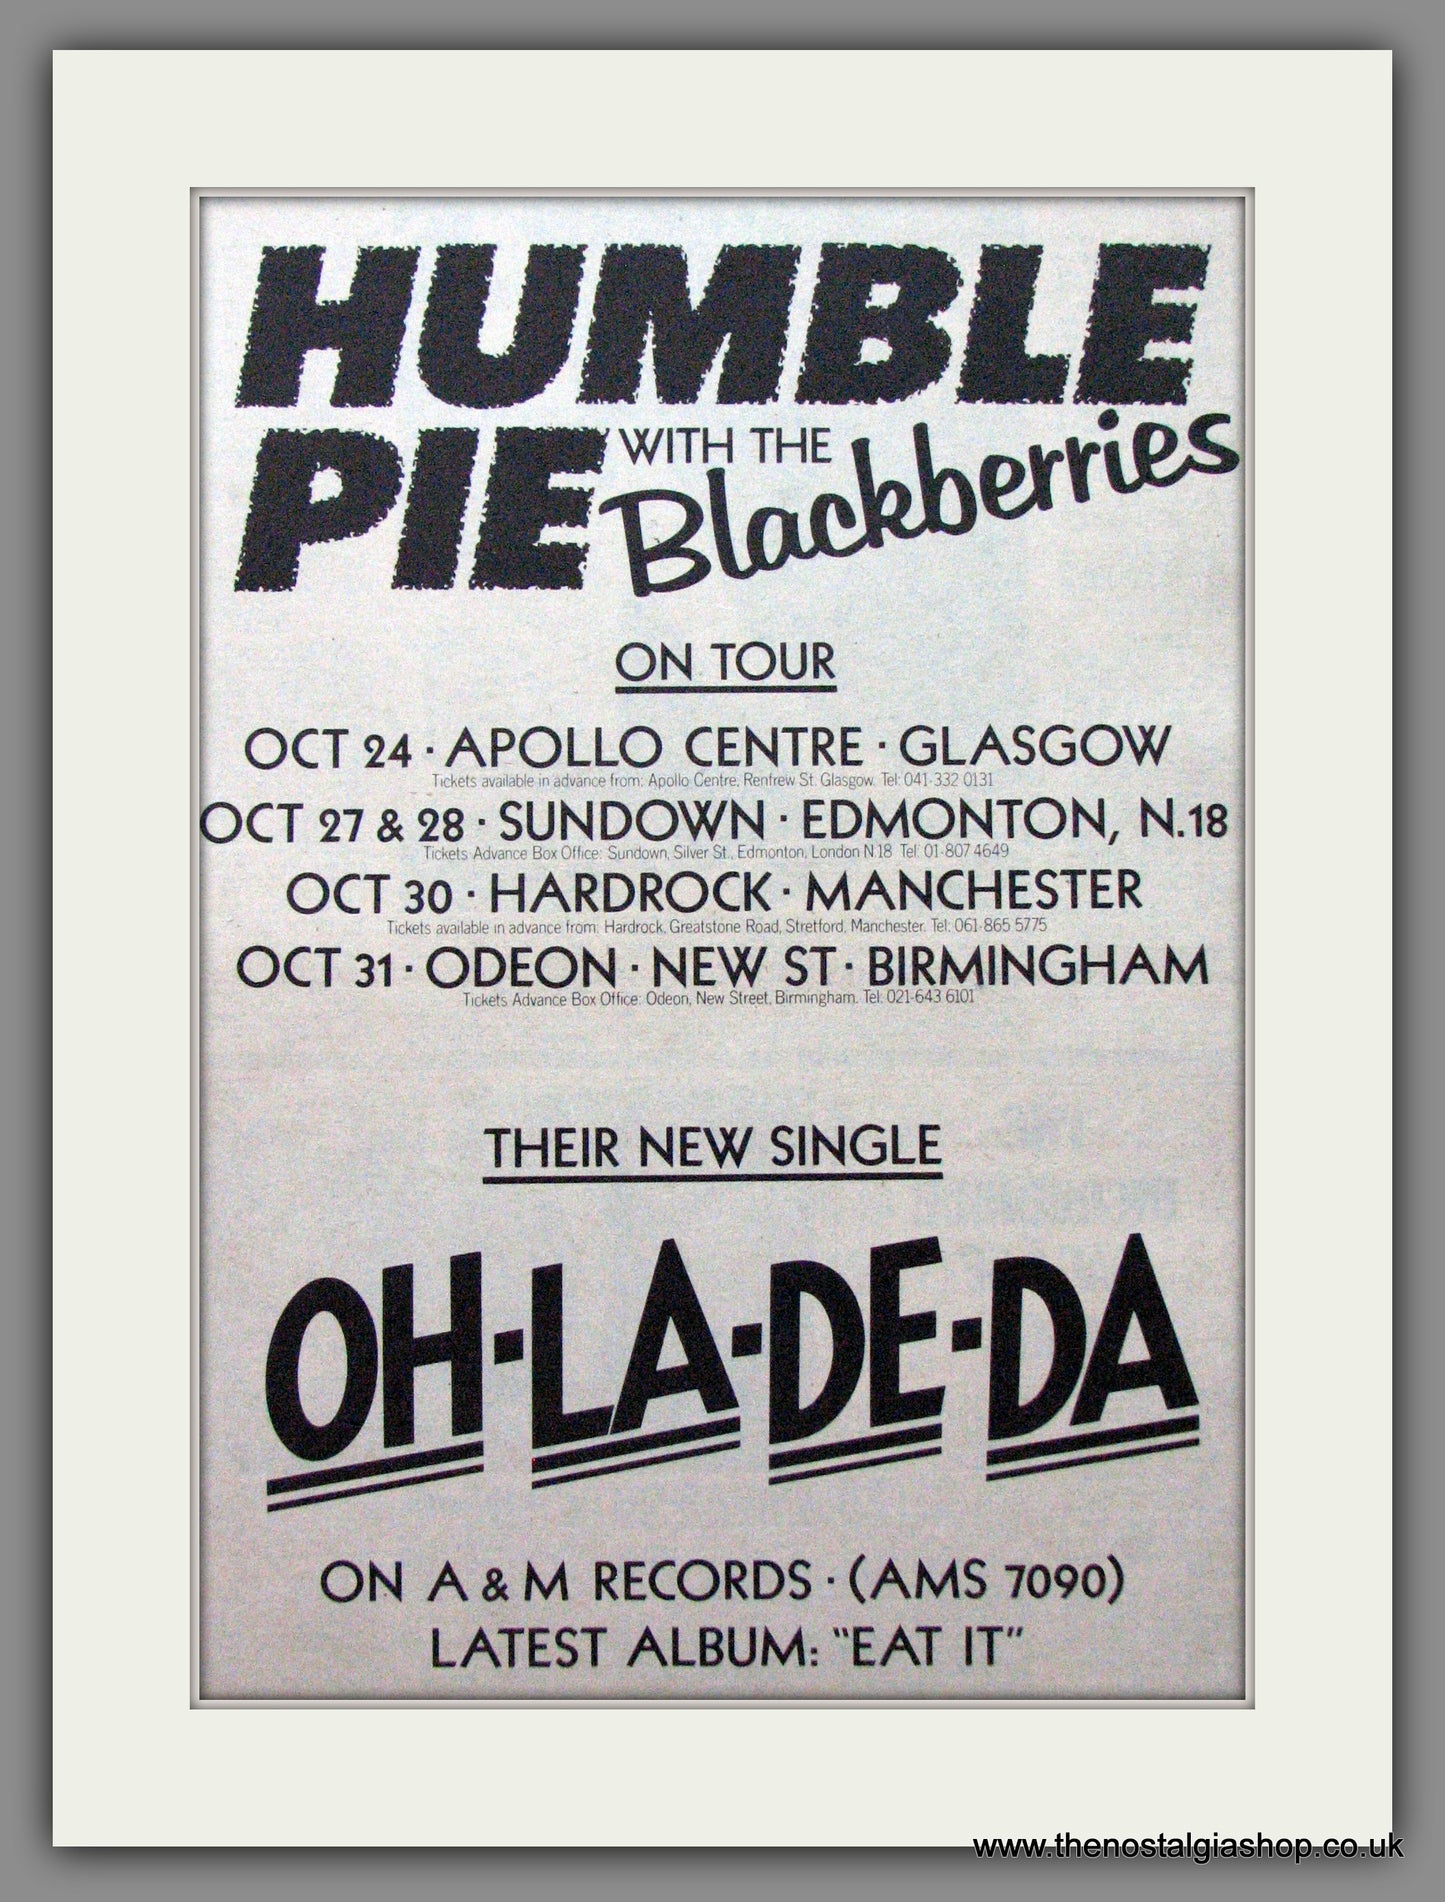 HUMBLE
PIE WITH THE Blackberries
ON TOUR
OCT 24 · APOLLO CENTRE · GLASGOW
Tickets available in advance from: Apollo Centre, Renfrew St. Glasgow. Tel: 041-332 0131
OCT 27 & 28 · SUNDOWN · EDMONTON, N.18
Tickets Advance Box Office: Sundown, Silver St., Edmonton, London N.18 Tel: 01-807 4649
OCT 30 · HARDROCK · MANCHESTER
Tickets available in advance from: Hardrock, Greatstone Road, Stretford, Manchester. Tel: 061-865 5775
OCT 31 · ODEON · NEW ST · BIRMINGHAM
Tickets Advance Box Office: Odeon, New Street, Birmingham. Tel: 021-643 6101
THEIR NEW SINGLE
OH-LA-DE-DA
ON A & M RECORDS · (AMS 7090)
LATEST ALBUM: "EAT IT"
www.thenostalgiashop.co.uk